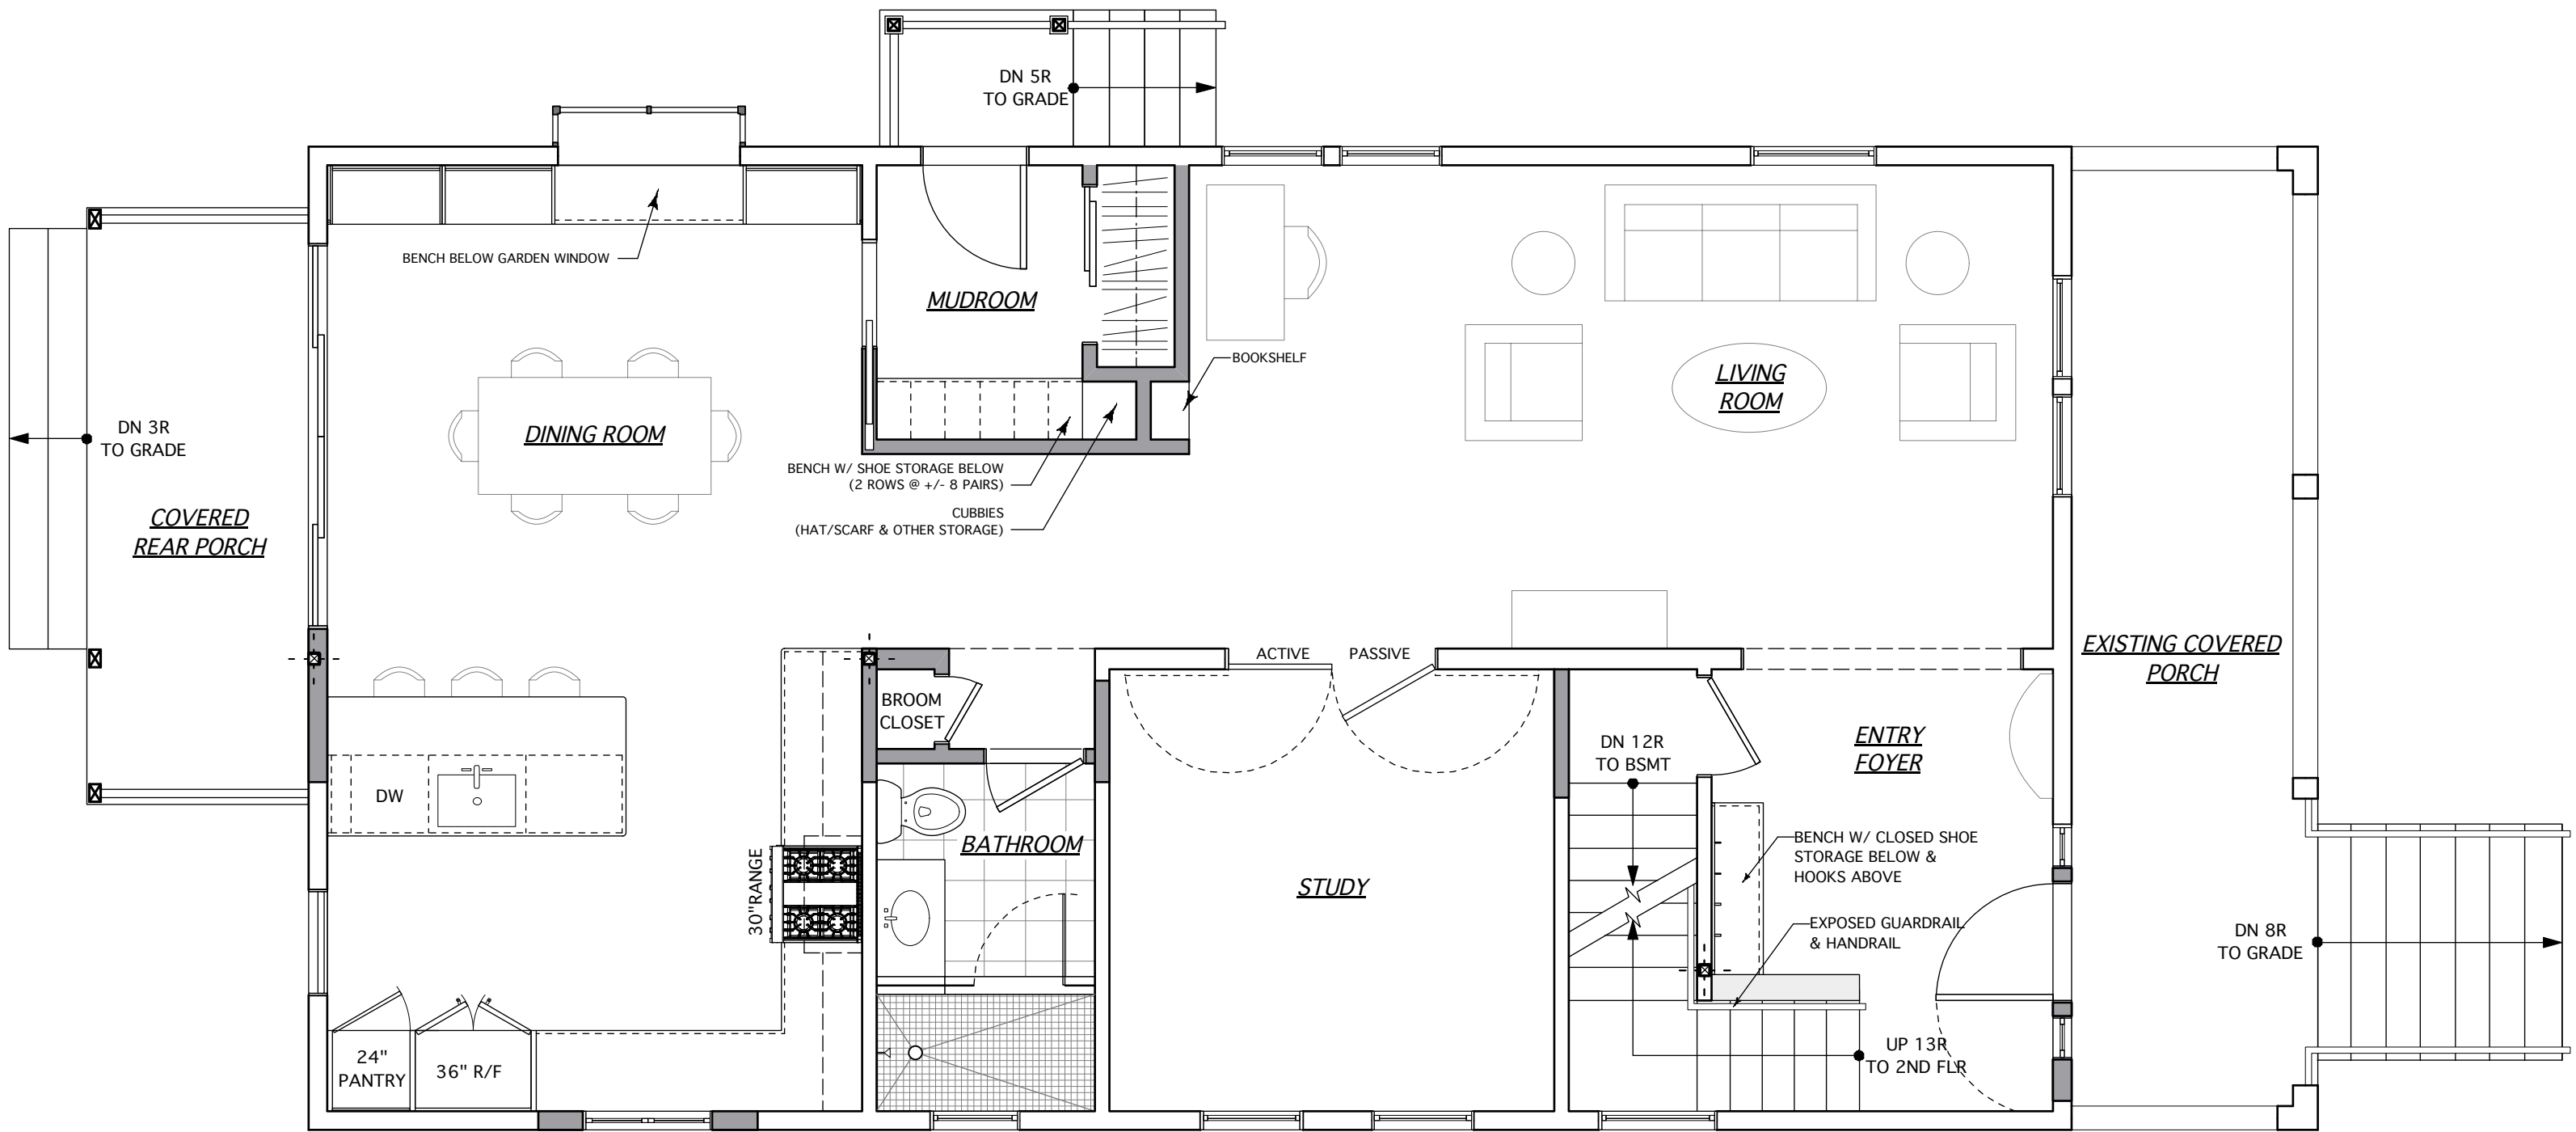 DN 5R
TO GRADE
BENCH BELOW GARDEN WINDOW
MUDROOM
BOOKSHELF
LIVING
ROOM
DN 3R
TO GRADE
DINING ROOM
BENCH W/ SHOE STORAGE BELOW
(2 ROWS @ +/- 8 PAIRS)
CUBBIES
(HAT/SCARF & OTHER STORAGE)
COVERED
REAR PORCH
ACTIVE
PASSIVE
EXISTING COVERED
PORCH
BROOM
CLOSET
DN 12R
TO BSMT
ENTRY
FOYER
DW
30"RANGE
BATHROOM
STUDY
BENCH W/ CLOSED SHOE
STORAGE BELOW &
HOOKS ABOVE
EXPOSED GUARDRAIL
& HANDRAIL
DN 8R
TO GRADE
24"
PANTRY
36" R/F
UP 13R
TO 2ND FLR